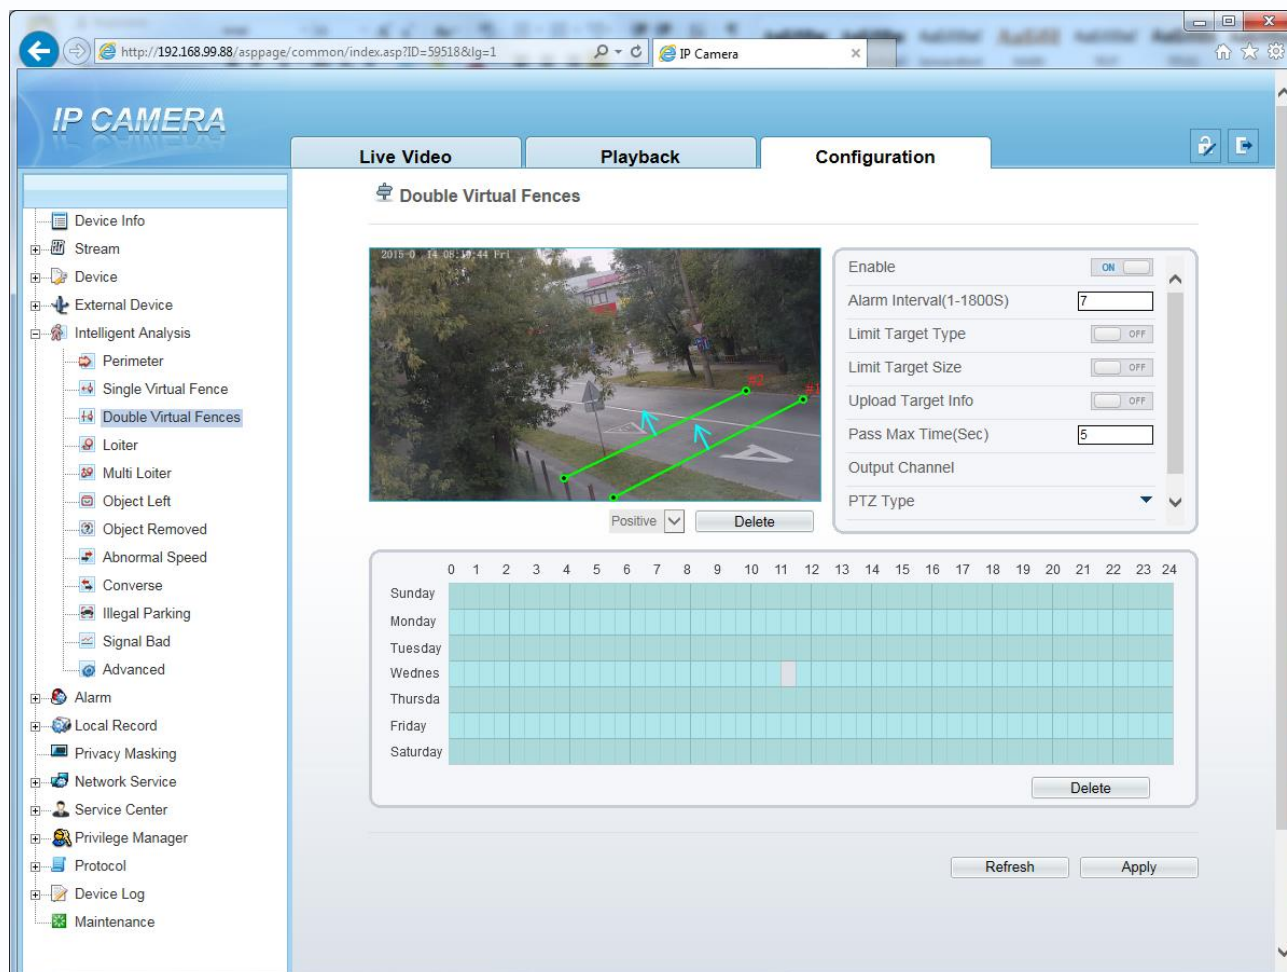 http://192.168.99.88/asppage/common/index.asp?ID=59518&lg=1
IP Camera
IP CAMERA
Live Video
Playback
Configuration
Double Virtual Fences
Device Info
Stream
Device
External Device
Intelligent Analysis
Perimeter
Single Virtual Fence
Double Virtual Fences
Loiter
Multi Loiter
Object Left
Object Removed
Abnormal Speed
Converse
Illegal Parking
Signal Bad
Advanced
Alarm
Local Record
Privacy Masking
Network Service
Service Center
Privilege Manager
Protocol
Device Log
Maintenance
#2
#1
Positive
Delete
Enable ON
Alarm Interval(1-1800S) 7
Limit Target Type OFF
Limit Target Size OFF
Upload Target Info OFF
Pass Max Time(Sec) 5
Output Channel
PTZ Type
0 1 2 3 4 5 6 7 8 9 10 11 12 13 14 15 16 17 18 19 20 21 22 23 24
Sunday
Monday
Tuesday
Wednes
Thursda
Friday
Saturday
Delete
Refresh
Apply